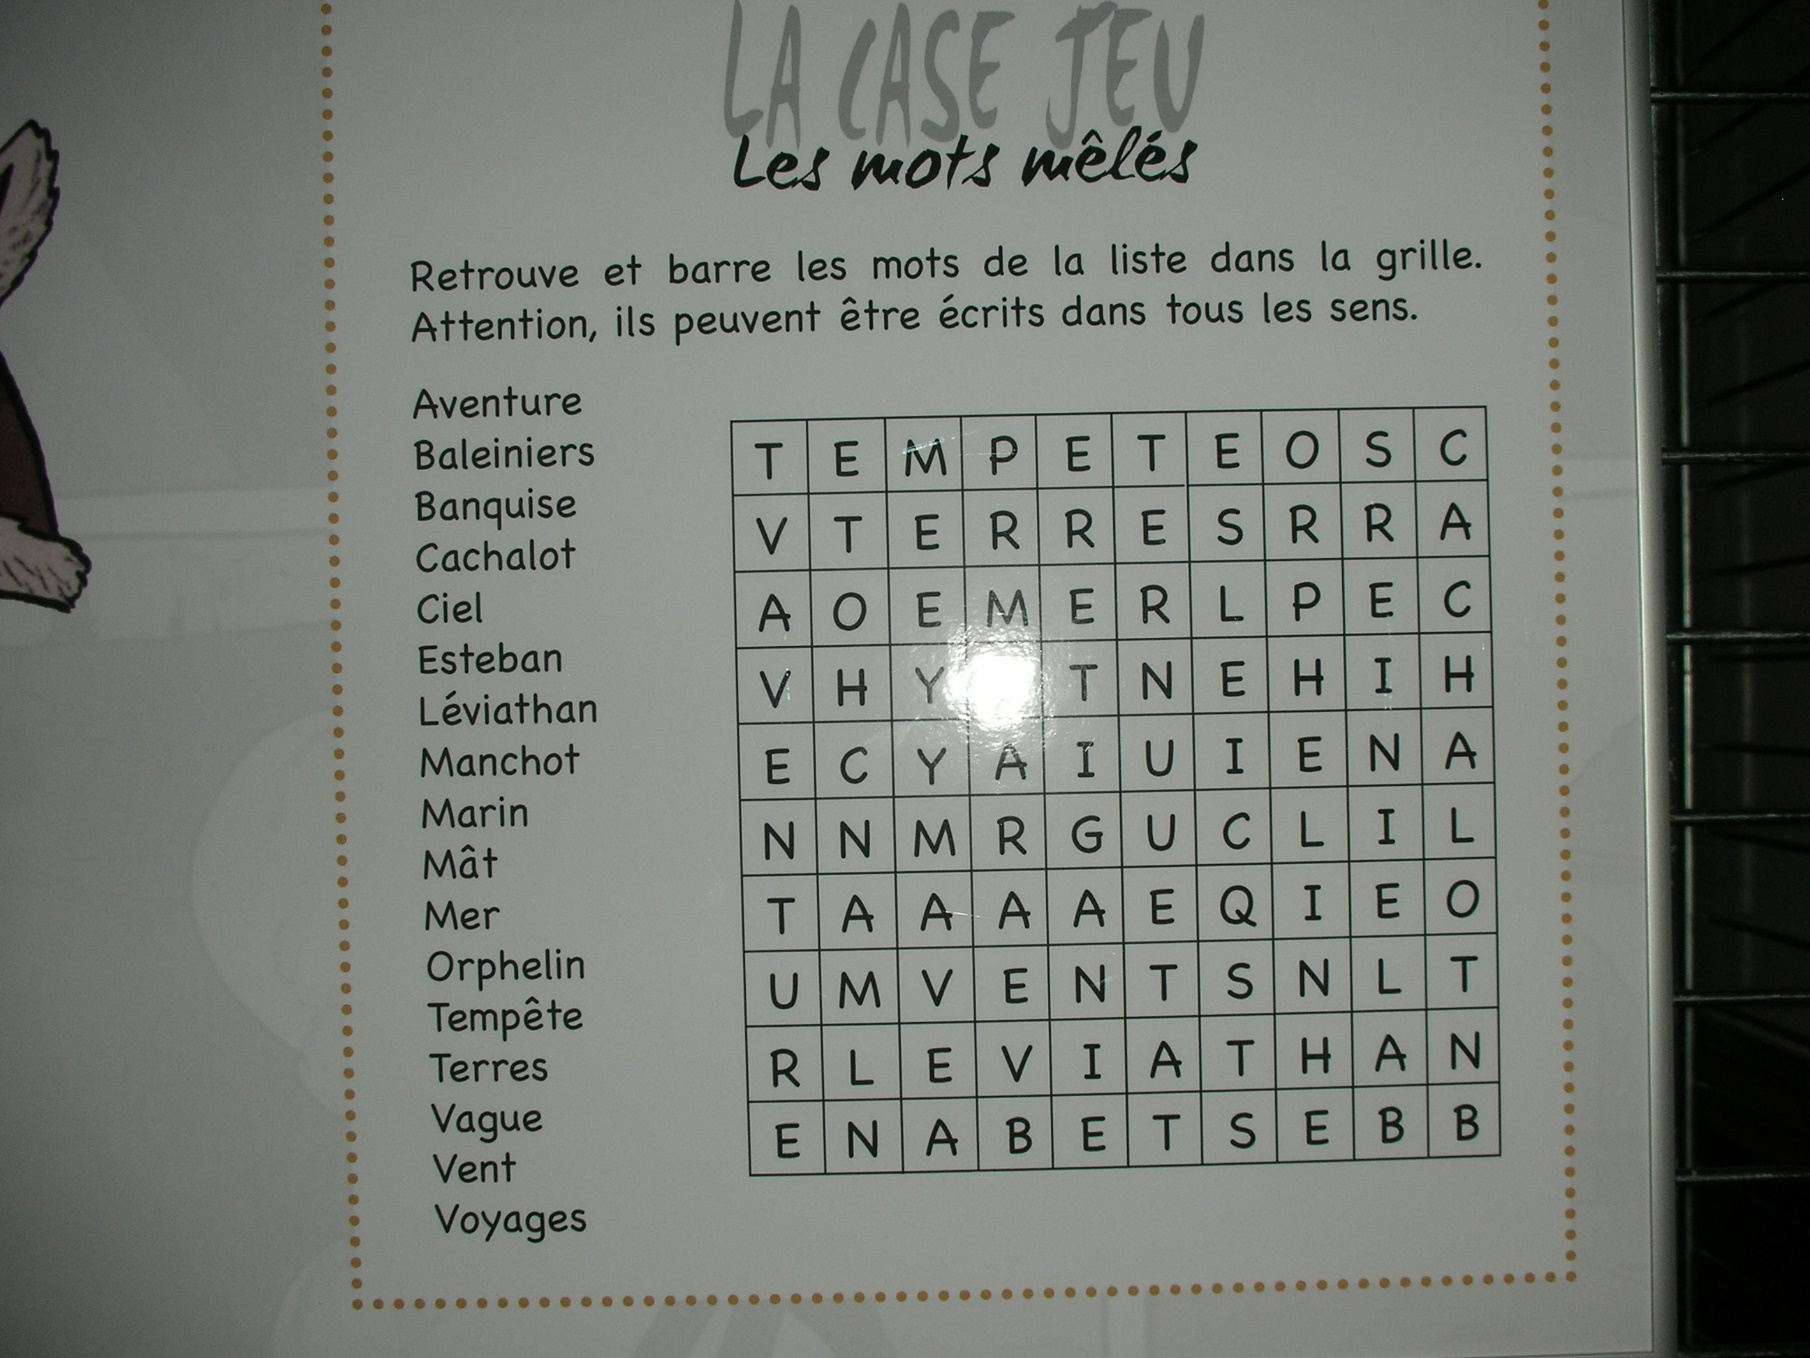 LA CASE JEU
Les mots mêlés
Retrouve et barre les mots de la liste dans la grille.
Attention, ils peuvent être écrits dans tous les sens.
Aventure
Baleiniers
Banquise
Cachalot
Ciel
Esteban
Léviathan
Manchot
Marin
Mât
Mer
Orphelin
Tempête
Terres
Vague
Vent
Voyages
T E M P E T E O S C
V T E R R E S R R A
A O E M E R L P E C
V H Y T N E H I H
E C Y A I U I E N A
N N M R G U C L I L
T A A A A E Q I E O
U M V E N T S N L T
R L E V I A T H A N
E N A B E T S E B B